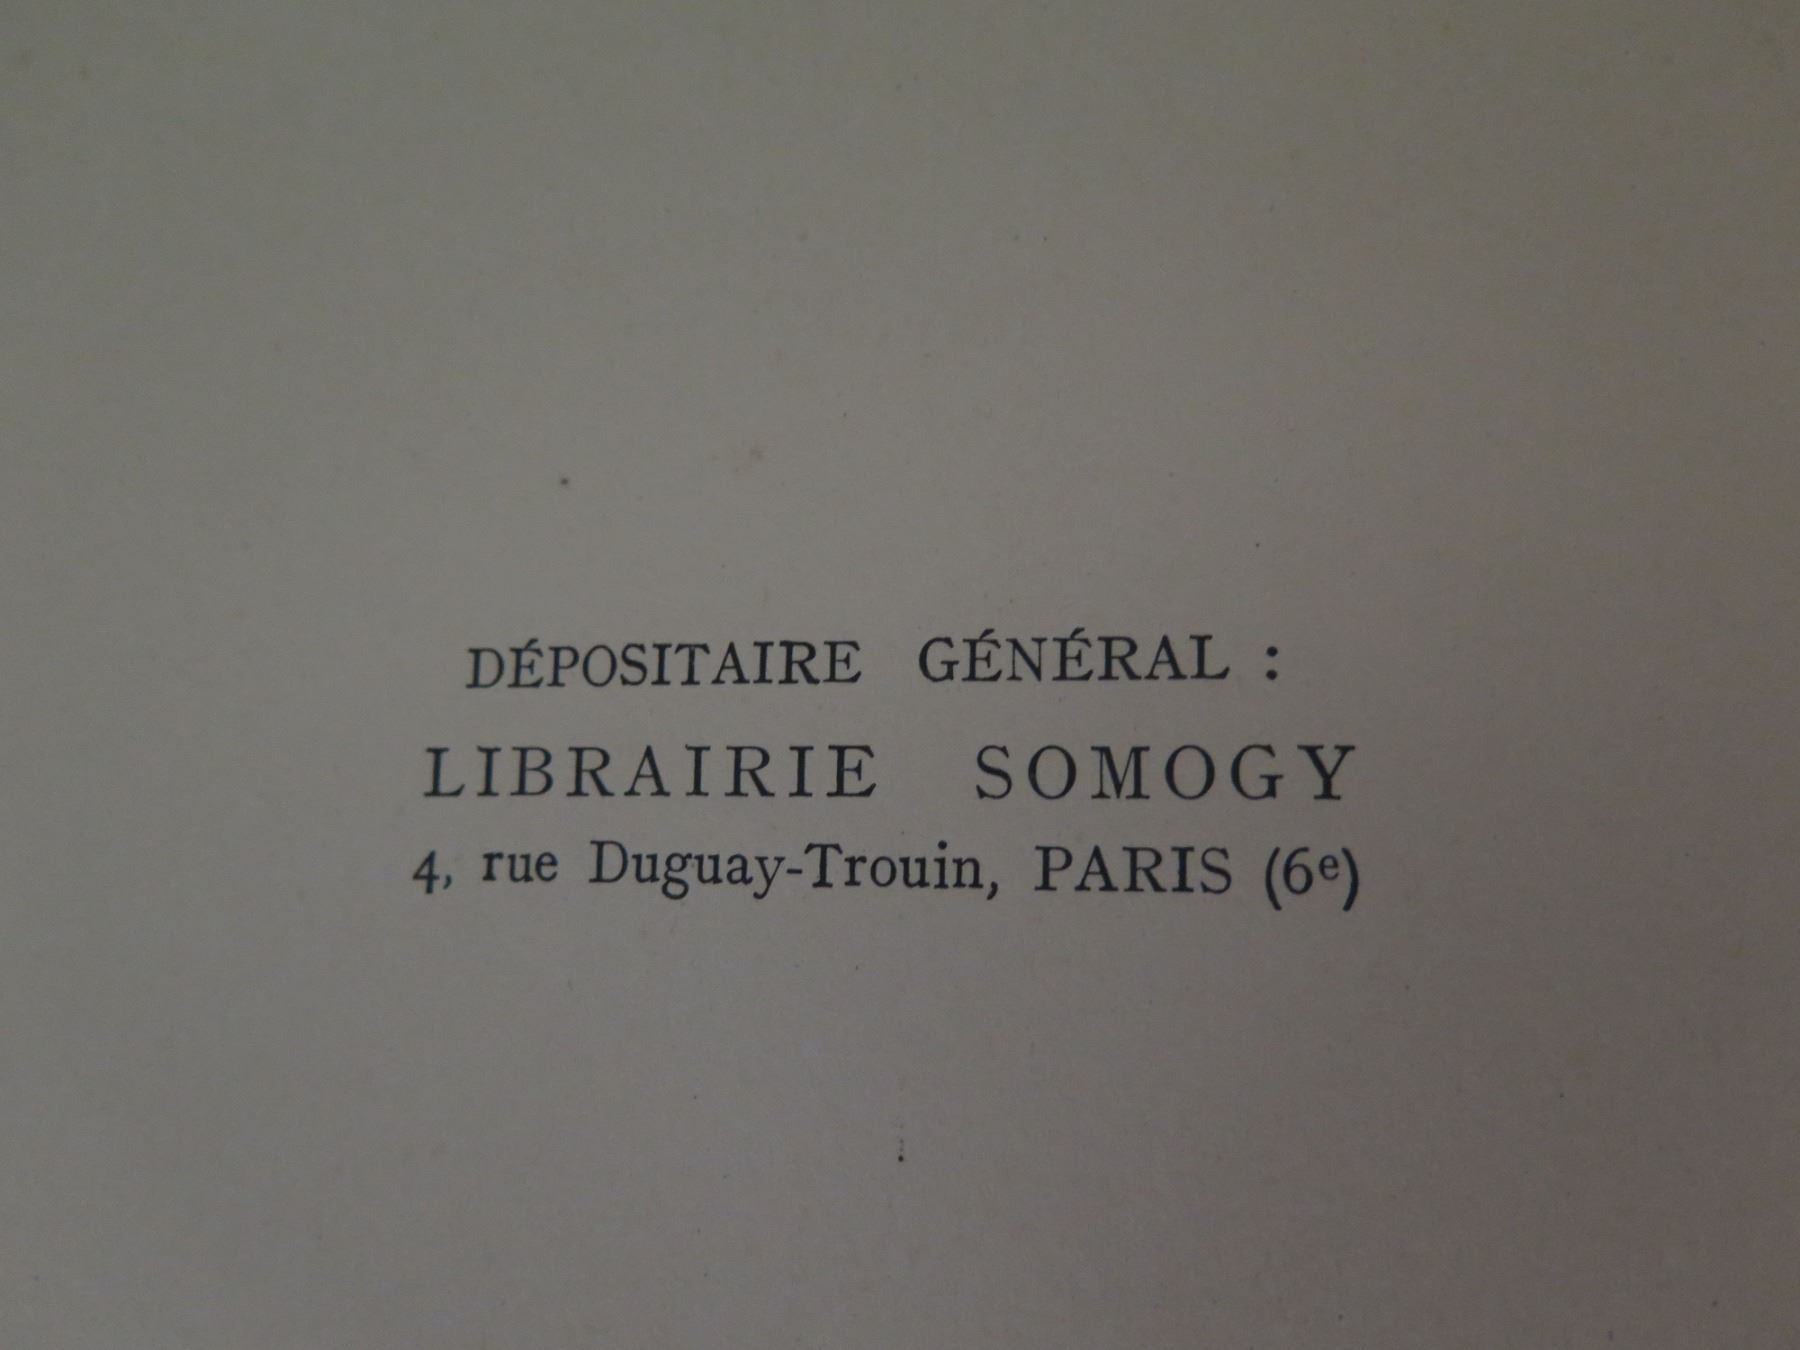 DÉPOSITAIRE GÉNÉRAL :
LIBRAIRIE SOMOGY
4, rue Duguay-Trouin, PARIS (6e)